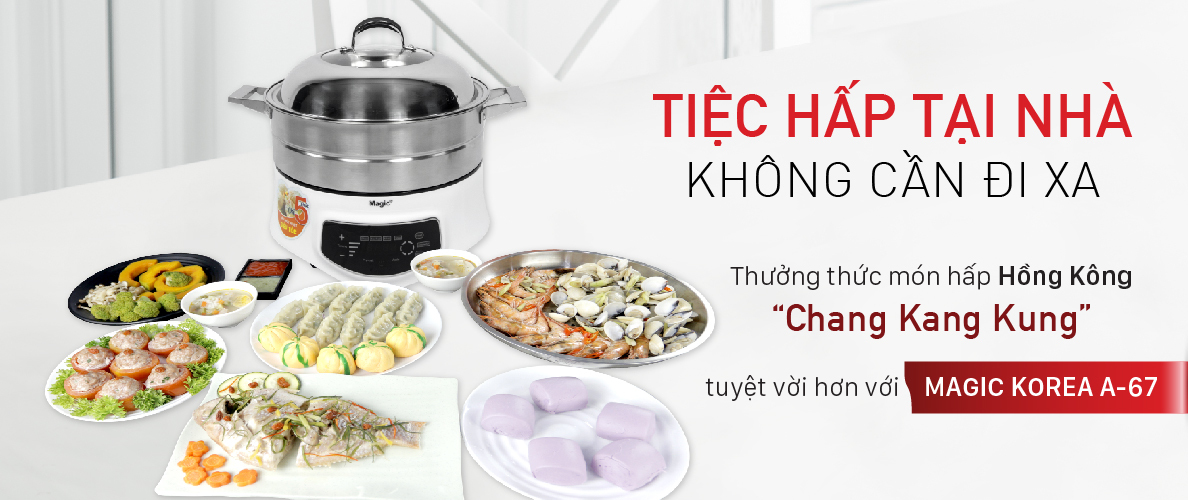 TIỆC HẤP TẠI NHÀ
KHÔNG CẦN ĐI XA
Thưởng thức món hấp Hồng Kông
“Chang Kang Kung”
tuyệt vời hơn với MAGIC KOREA A-67
Magic
5